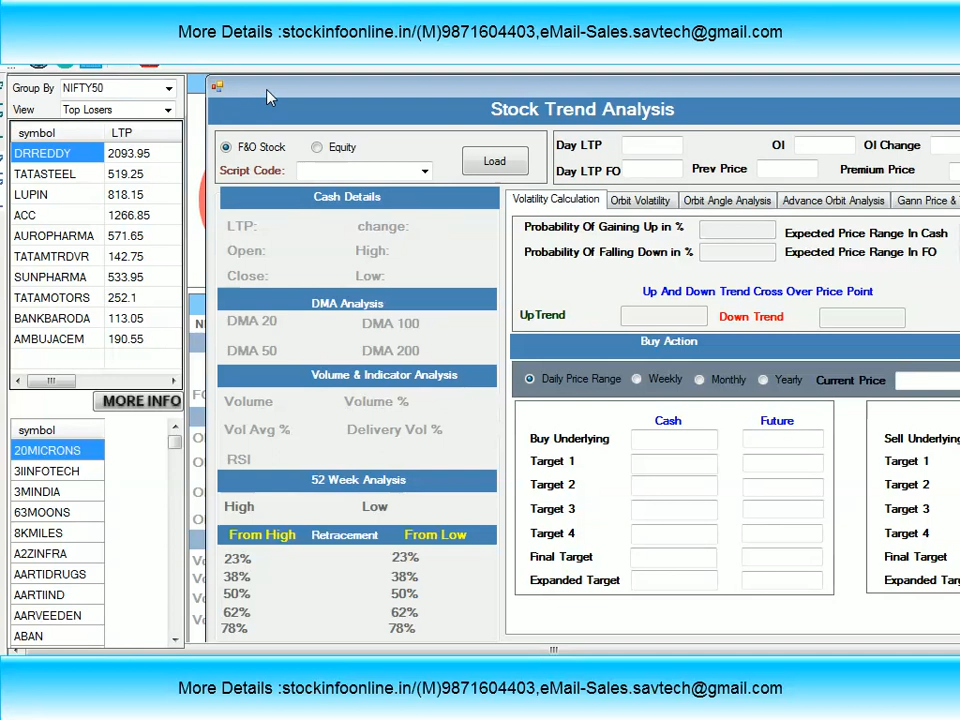 More Details :stockinfoonline.in/(M)9871604403,eMail-Sales.savtech@gmail.com
Group By NIFTY50
View Top Losers
symbol LTP
DRREDDY 2093.95
TATASTEEL 519.25
LUPIN 818.15
ACC 1266.85
AUROPHARMA 571.65
TATAMTRDVR 142.75
SUNPHARMA 533.95
TATAMOTORS 252.1
BANKBARODA 113.05
AMBUJACEM 190.55
MORE INFO
symbol
20MICRONS
3IINFOTECH
3MINDIA
63MOONS
8KMILES
A2ZINFRA
AARTIDRUGS
AARTIIND
AARVEEDEN
ABAN
Stock Trend Analysis
F&O Stock Equity
Script Code: Load
Day LTP OI OI Change
Day LTP FO Prev Price Premium Price
Cash Details
LTP: change:
Open: High:
Close: Low:
DMA Analysis
DMA 20 DMA 100
DMA 50 DMA 200
Volume & Indicator Analysis
Volume Volume %
Vol Avg % Delivery Vol %
RSI
52 Week Analysis
High Low
From High Retracement From Low
23% 23%
38% 38%
50% 50%
62% 62%
78% 78%
Volatility Calculation Orbit Volatility Orbit Angle Analysis Advance Orbit Analysis Gann Price &
Probability Of Gaining Up in % Expected Price Range In Cash
Probability Of Falling Down in % Expected Price Range in FO
Up And Down Trend Cross Over Price Point
UpTrend Down Trend
Buy Action
Daily Price Range Weekly Monthly Yearly Current Price
Cash Future
Buy Underlying Sell Underlying
Target 1 Target 1
Target 2 Target 2
Target 3 Target 3
Target 4 Target 4
Final Target Final Target
Expanded Target Expanded Target
More Details :stockinfoonline.in/(M)9871604403,eMail-Sales.savtech@gmail.com